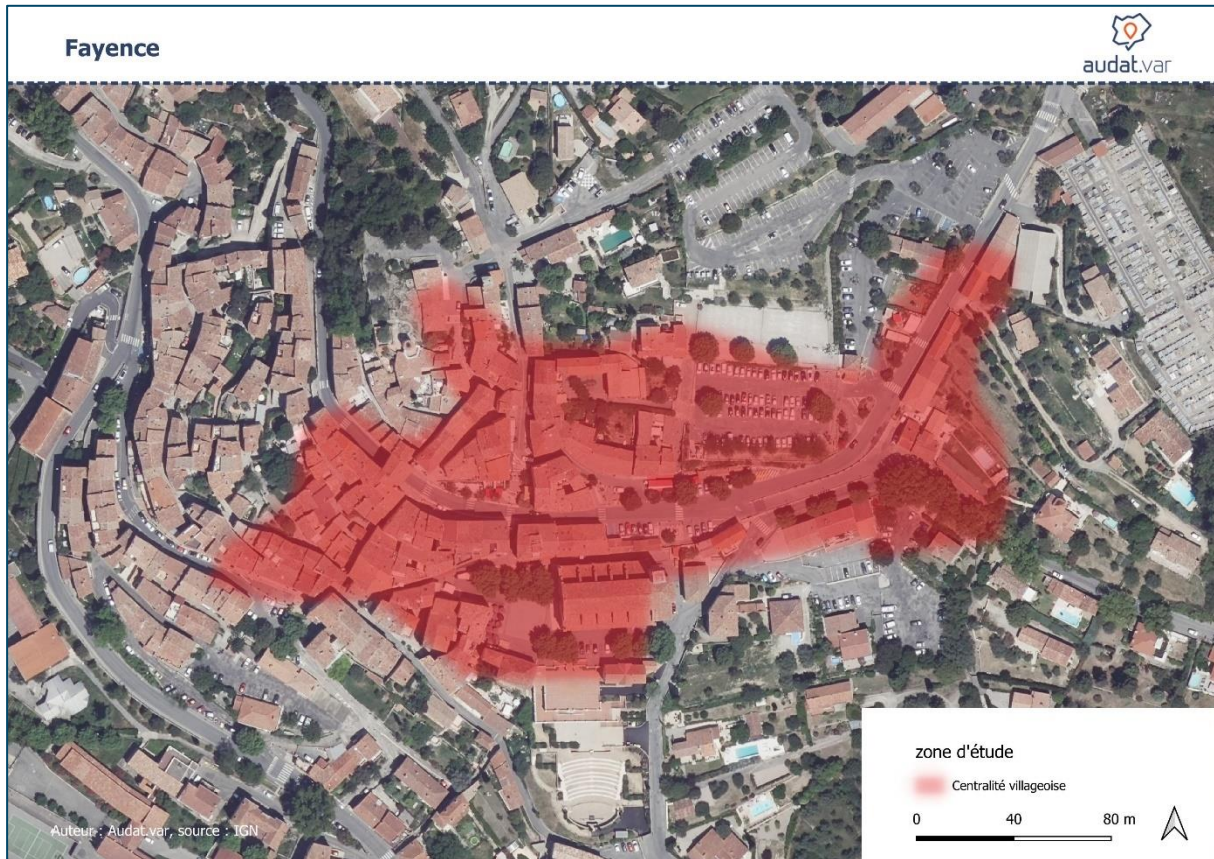 Fayence
audat.var
zone d'étude
Centralité villageoise
0 40 80 m
Auteur : Audat.var, source : IGN